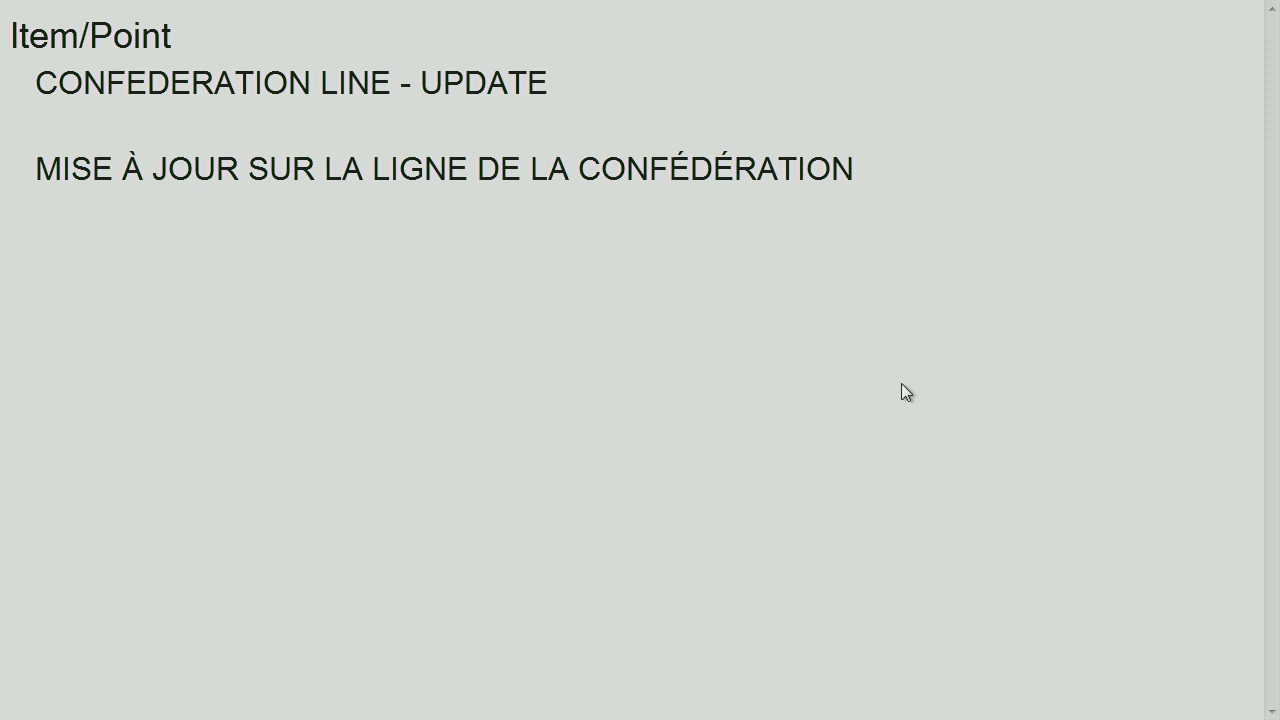 Item/Point
CONFEDERATION LINE - UPDATE
MISE À JOUR SUR LA LIGNE DE LA CONFÉDÉRATION